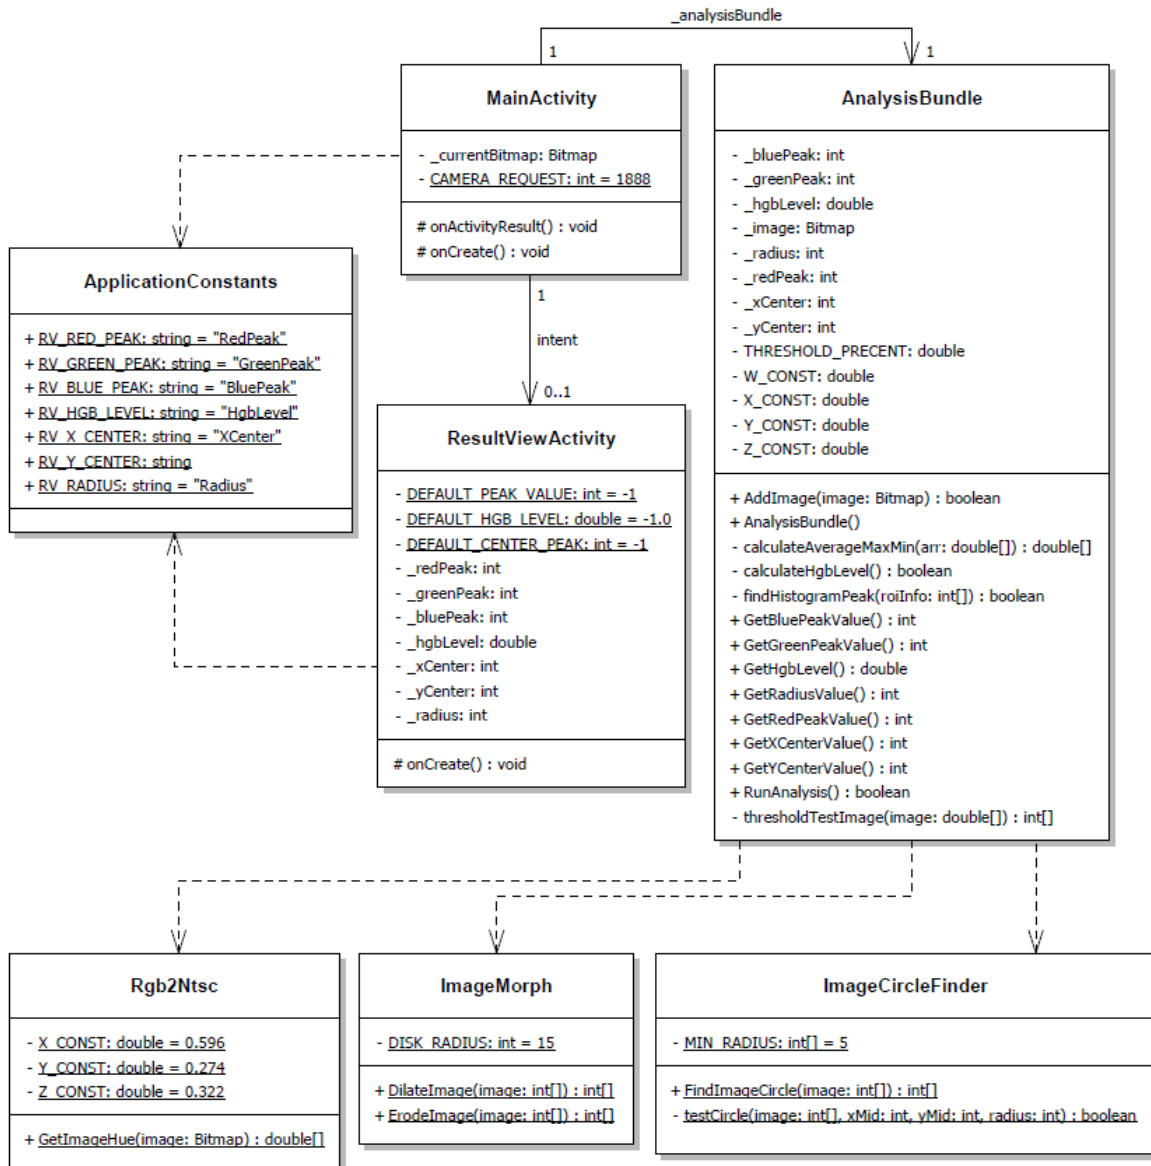 _analysisBundle
1
1
MainActivity
- _currentBitmap: Bitmap
- CAMERA_REQUEST: int = 1888
# onActivityResult() : void
# onCreate() : void
1
intent
0..1
AnalysisBundle
- _bluePeak: int
- _greenPeak: int
- _hgbLevel: double
- _image: Bitmap
- _radius: int
- _redPeak: int
- _xCenter: int
- _yCenter: int
- THRESHOLD_PRECENT: double
- W_CONST: double
- X_CONST: double
- Y_CONST: double
- Z_CONST: double
+ AddImage(image: Bitmap) : boolean
+ AnalysisBundle()
- calculateAverageMaxMin(arr: double[]) : double[]
- calculateHgbLevel() : boolean
- findHistogramPeak(roiInfo: int[]) : boolean
+ GetBluePeakValue() : int
+ GetGreenPeakValue() : int
+ GetHgbLevel() : double
+ GetRadiusValue() : int
+ GetRedPeakValue() : int
+ GetXCenterValue() : int
+ GetYCenterValue() : int
+ RunAnalysis() : boolean
- thresholdTestImage(image: double[]) : int[]
ApplicationConstants
+ RV_RED_PEAK: string = "RedPeak"
+ RV_GREEN_PEAK: string = "GreenPeak"
+ RV_BLUE_PEAK: string = "BluePeak"
+ RV_HGB_LEVEL: string = "HgbLevel"
+ RV_X_CENTER: string = "XCenter"
+ RV_Y_CENTER: string
+ RV_RADIUS: string = "Radius"
ResultViewActivity
- DEFAULT_PEAK_VALUE: int = -1
- DEFAULT_HGB_LEVEL: double = -1.0
- DEFAULT_CENTER_PEAK: int = -1
- _redPeak: int
- _greenPeak: int
- _bluePeak: int
- _hgbLevel: double
- _xCenter: int
- _yCenter: int
- _radius: int
# onCreate() : void
Rgb2Ntsc
- X_CONST: double = 0.596
- Y_CONST: double = 0.274
- Z_CONST: double = 0.322
+ GetImageHue(image: Bitmap) : double[]
ImageMorph
- DISK_RADIUS: int = 15
+ DilateImage(image: int[]) : int[]
+ ErodeImage(image: int[]) : int[]
ImageCircleFinder
- MIN_RADIUS: int[] = 5
+ FindImageCircle(image: int[]) : int[]
- testCircle(image: int[], xMid: int, yMid: int, radius: int) : boolean